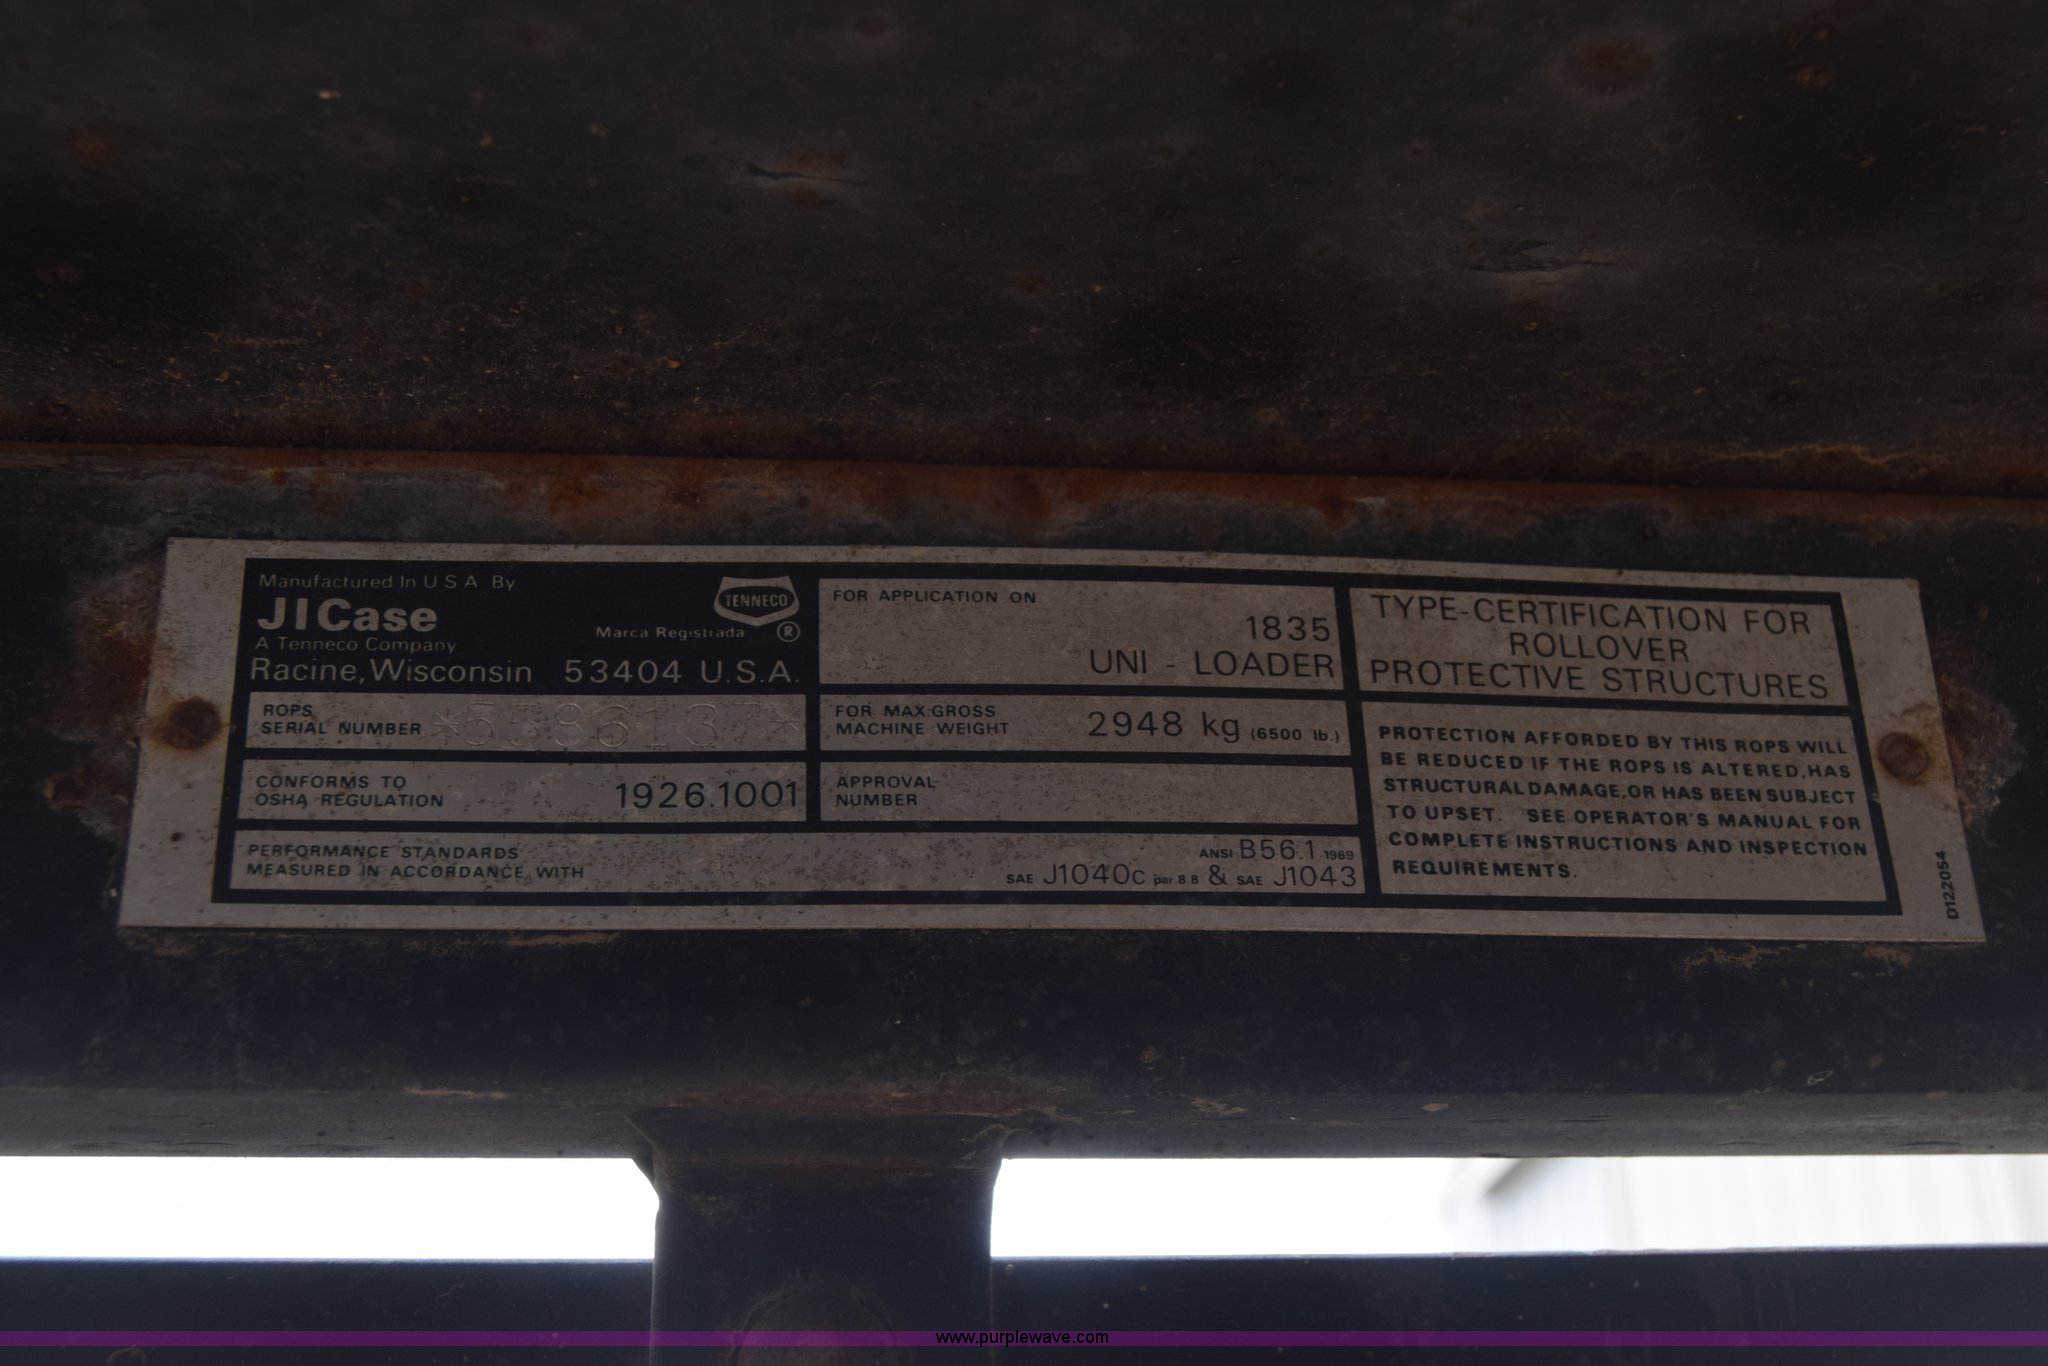 Manufactured In U S A By
JI Case
A Tenneco Company
TENNECO
Marca Registrada ®
Racine, Wisconsin 53404 U.S.A.
ROPS
SERIAL NUMBER *5586137*
CONFORMS TO
OSHA REGULATION 1926.1001
PERFORMANCE STANDARDS
MEASURED IN ACCORDANCE WITH
ANSI B56.1 1969
SAE J1040c par 8.8 & SAE J1043
FOR APPLICATION ON
1835
UNI - LOADER
FOR MAX.GROSS
MACHINE WEIGHT 2948 kg (6500 lb.)
APPROVAL
NUMBER
TYPE-CERTIFICATION FOR
ROLLOVER
PROTECTIVE STRUCTURES
PROTECTION AFFORDED BY THIS ROPS WILL
BE REDUCED IF THE ROPS IS ALTERED, HAS
STRUCTURAL DAMAGE, OR HAS BEEN SUBJECT
TO UPSET. SEE OPERATOR'S MANUAL FOR
COMPLETE INSTRUCTIONS AND INSPECTION
REQUIREMENTS.
D122054
www.purplewave.com